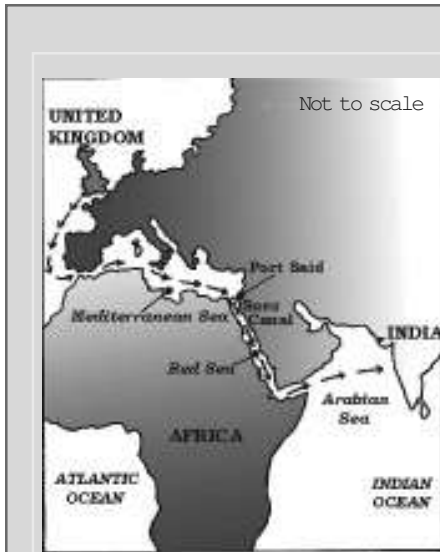 Not to scale
UNITED
KINGDOM
Port Said
Suez
Canal
Mediterranean Sea
INDIA
Red Sea
Arabian
Sea
AFRICA
ATLANTIC
OCEAN
INDIAN
OCEAN